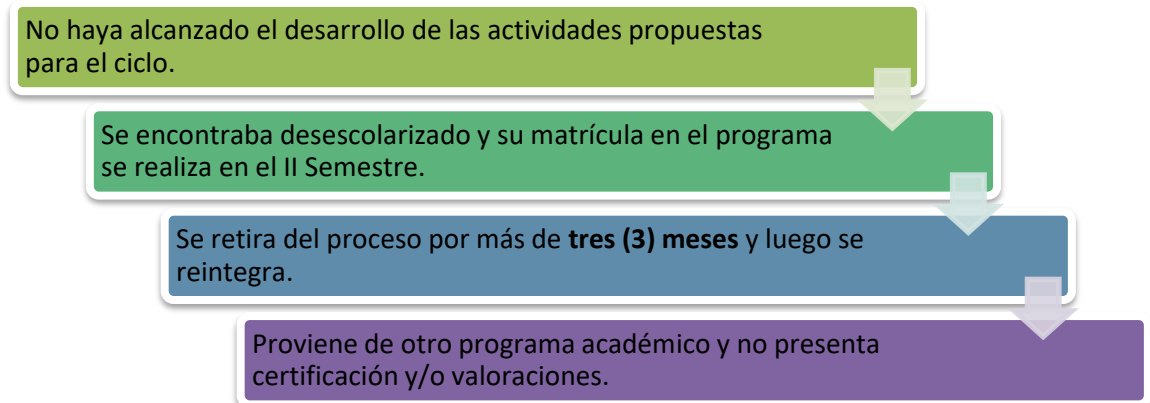 No haya alcanzado el desarrollo de las actividades propuestas
para el ciclo.
Se encontraba desescolarizado y su matrícula en el programa
se realiza en el II Semestre.
Se retira del proceso por más de tres (3) meses y luego se
reintegra.
Proviene de otro programa académico y no presenta
certificación y/o valoraciones.